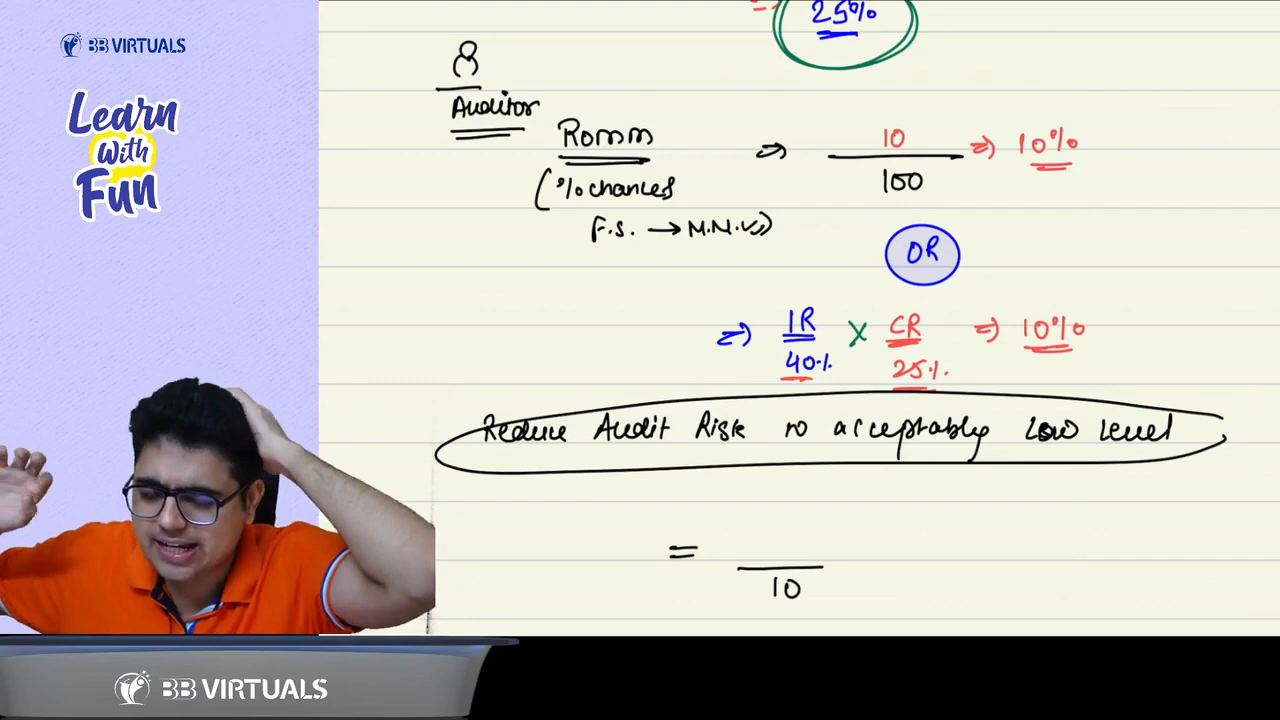 BB VIRTUALS
Learn
with
Fun
25%
Auditor
Romm ⇒ 10/100 ⇒ 10%
(%chances
F.S. → M.N.W)
OR
⇒ IR × CR ⇒ 10%
40% 25%
Reduce Audit Risk to acceptably Low Level
= /10
BB VIRTUALS